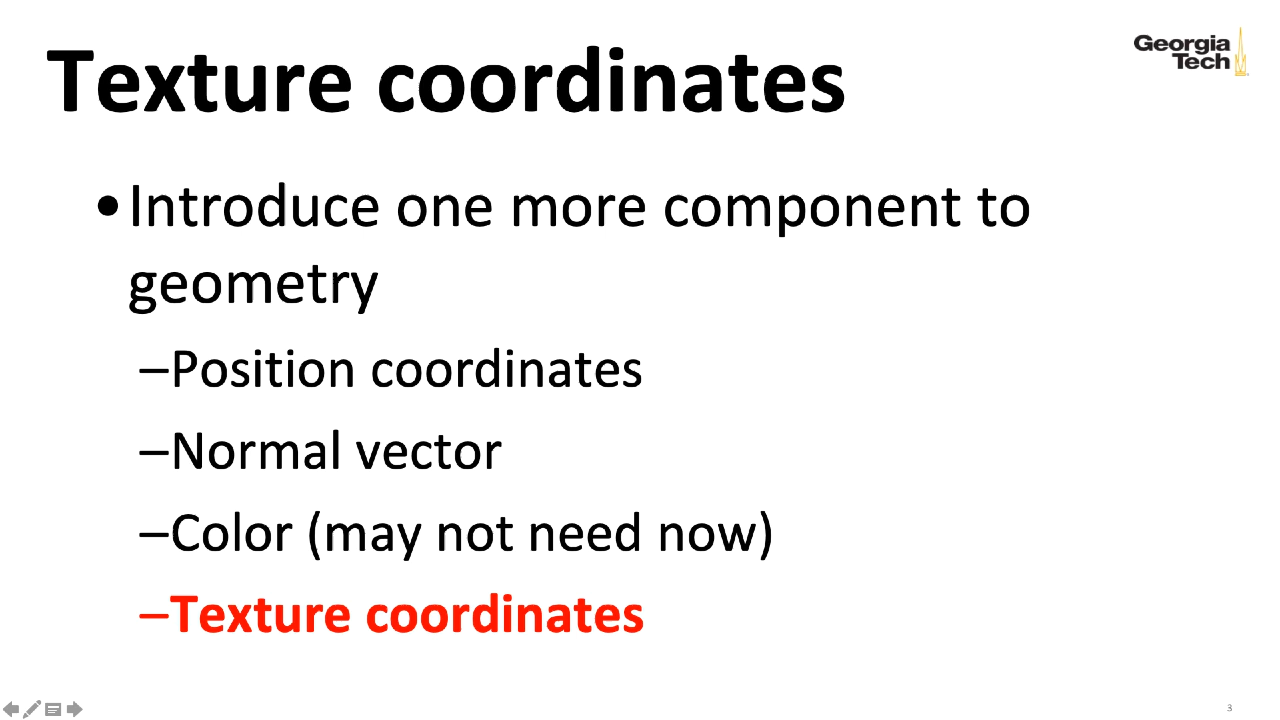 Texture coordinates
Georgia
Tech
•Introduce one more component to
geometry
–Position coordinates
–Normal vector
–Color (may not need now)
–Texture coordinates
3